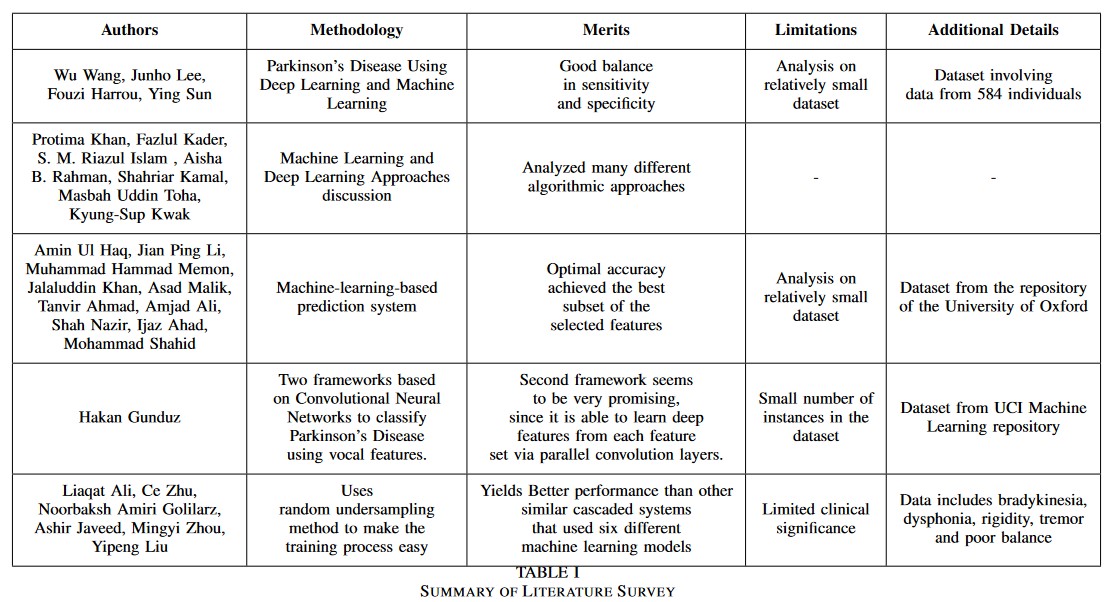 Authors
Methodology
Merits
Limitations
Additional Details
Wu Wang, Junho Lee,
Fouzi Harrou, Ying Sun
Parkinson's Disease Using
Deep Learning and Machine
Learning
Good balance
in sensitivity
and specificity
Analysis on
relatively small
dataset
Dataset involving
data from 584 individuals
Protima Khan, Fazlul Kader,
S. M. Riazul Islam , Aisha
B. Rahman, Shahriar Kamal,
Masbah Uddin Toha,
Kyung-Sup Kwak
Machine Learning and
Deep Learning Approaches
discussion
Analyzed many different
algorithmic approaches
-
-
Amin Ul Haq, Jian Ping Li,
Muhammad Hammad Memon,
Jalaluddin Khan, Asad Malik,
Tanvir Ahmad, Amjad Ali,
Shah Nazir, Ijaz Ahad,
Mohammad Shahid
Machine-learning-based
prediction system
Optimal accuracy
achieved the best
subset of the
selected features
Analysis on
relatively small
dataset
Dataset from the repository
of the University of Oxford
Hakan Gunduz
Two frameworks based
on Convolutional Neural
Networks to classify
Parkinson's Disease
using vocal features.
Second framework seems
to be very promising,
since it is able to learn deep
features from each feature
set via parallel convolution layers.
Small number of
instances in the
dataset
Dataset from UCI Machine
Learning repository
Liaqat Ali, Ce Zhu,
Noorbaksh Amiri Golilarz,
Ashir Javeed, Mingyi Zhou,
Yipeng Liu
Uses
random undersampling
method to make the
training process easy
Yields Better performance than other
similar cascaded systems
that used six different
machine learning models
Limited clinical
significance
Data includes bradykinesia,
dysphonia, rigidity, tremor
and poor balance
TABLE I
SUMMARY OF LITERATURE SURVEY